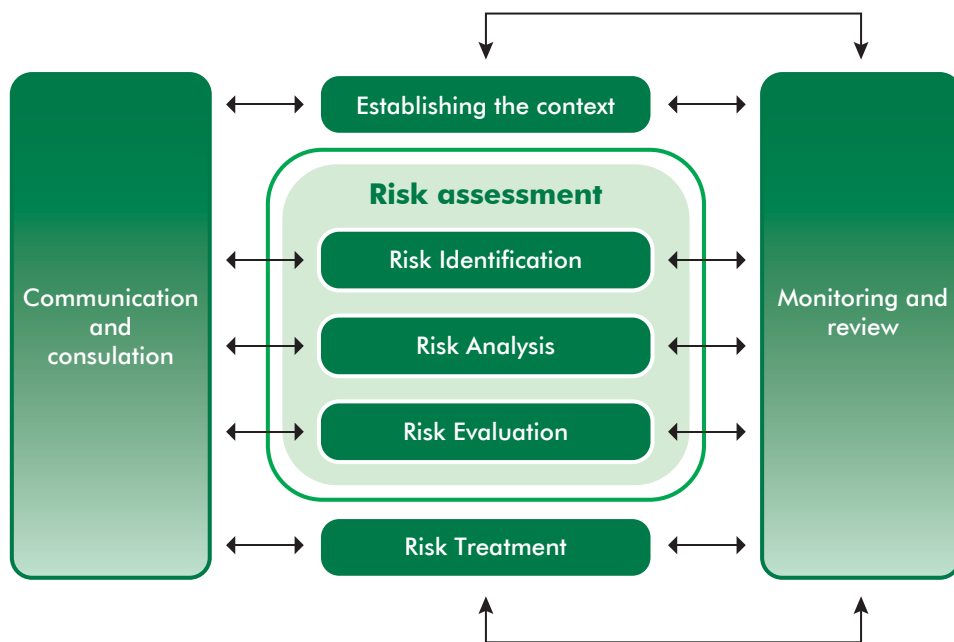 Establishing the context
Risk assessment
Risk Identification
Communication
and
consulation
Monitoring and
review
Risk Analysis
Risk Evaluation
Risk Treatment